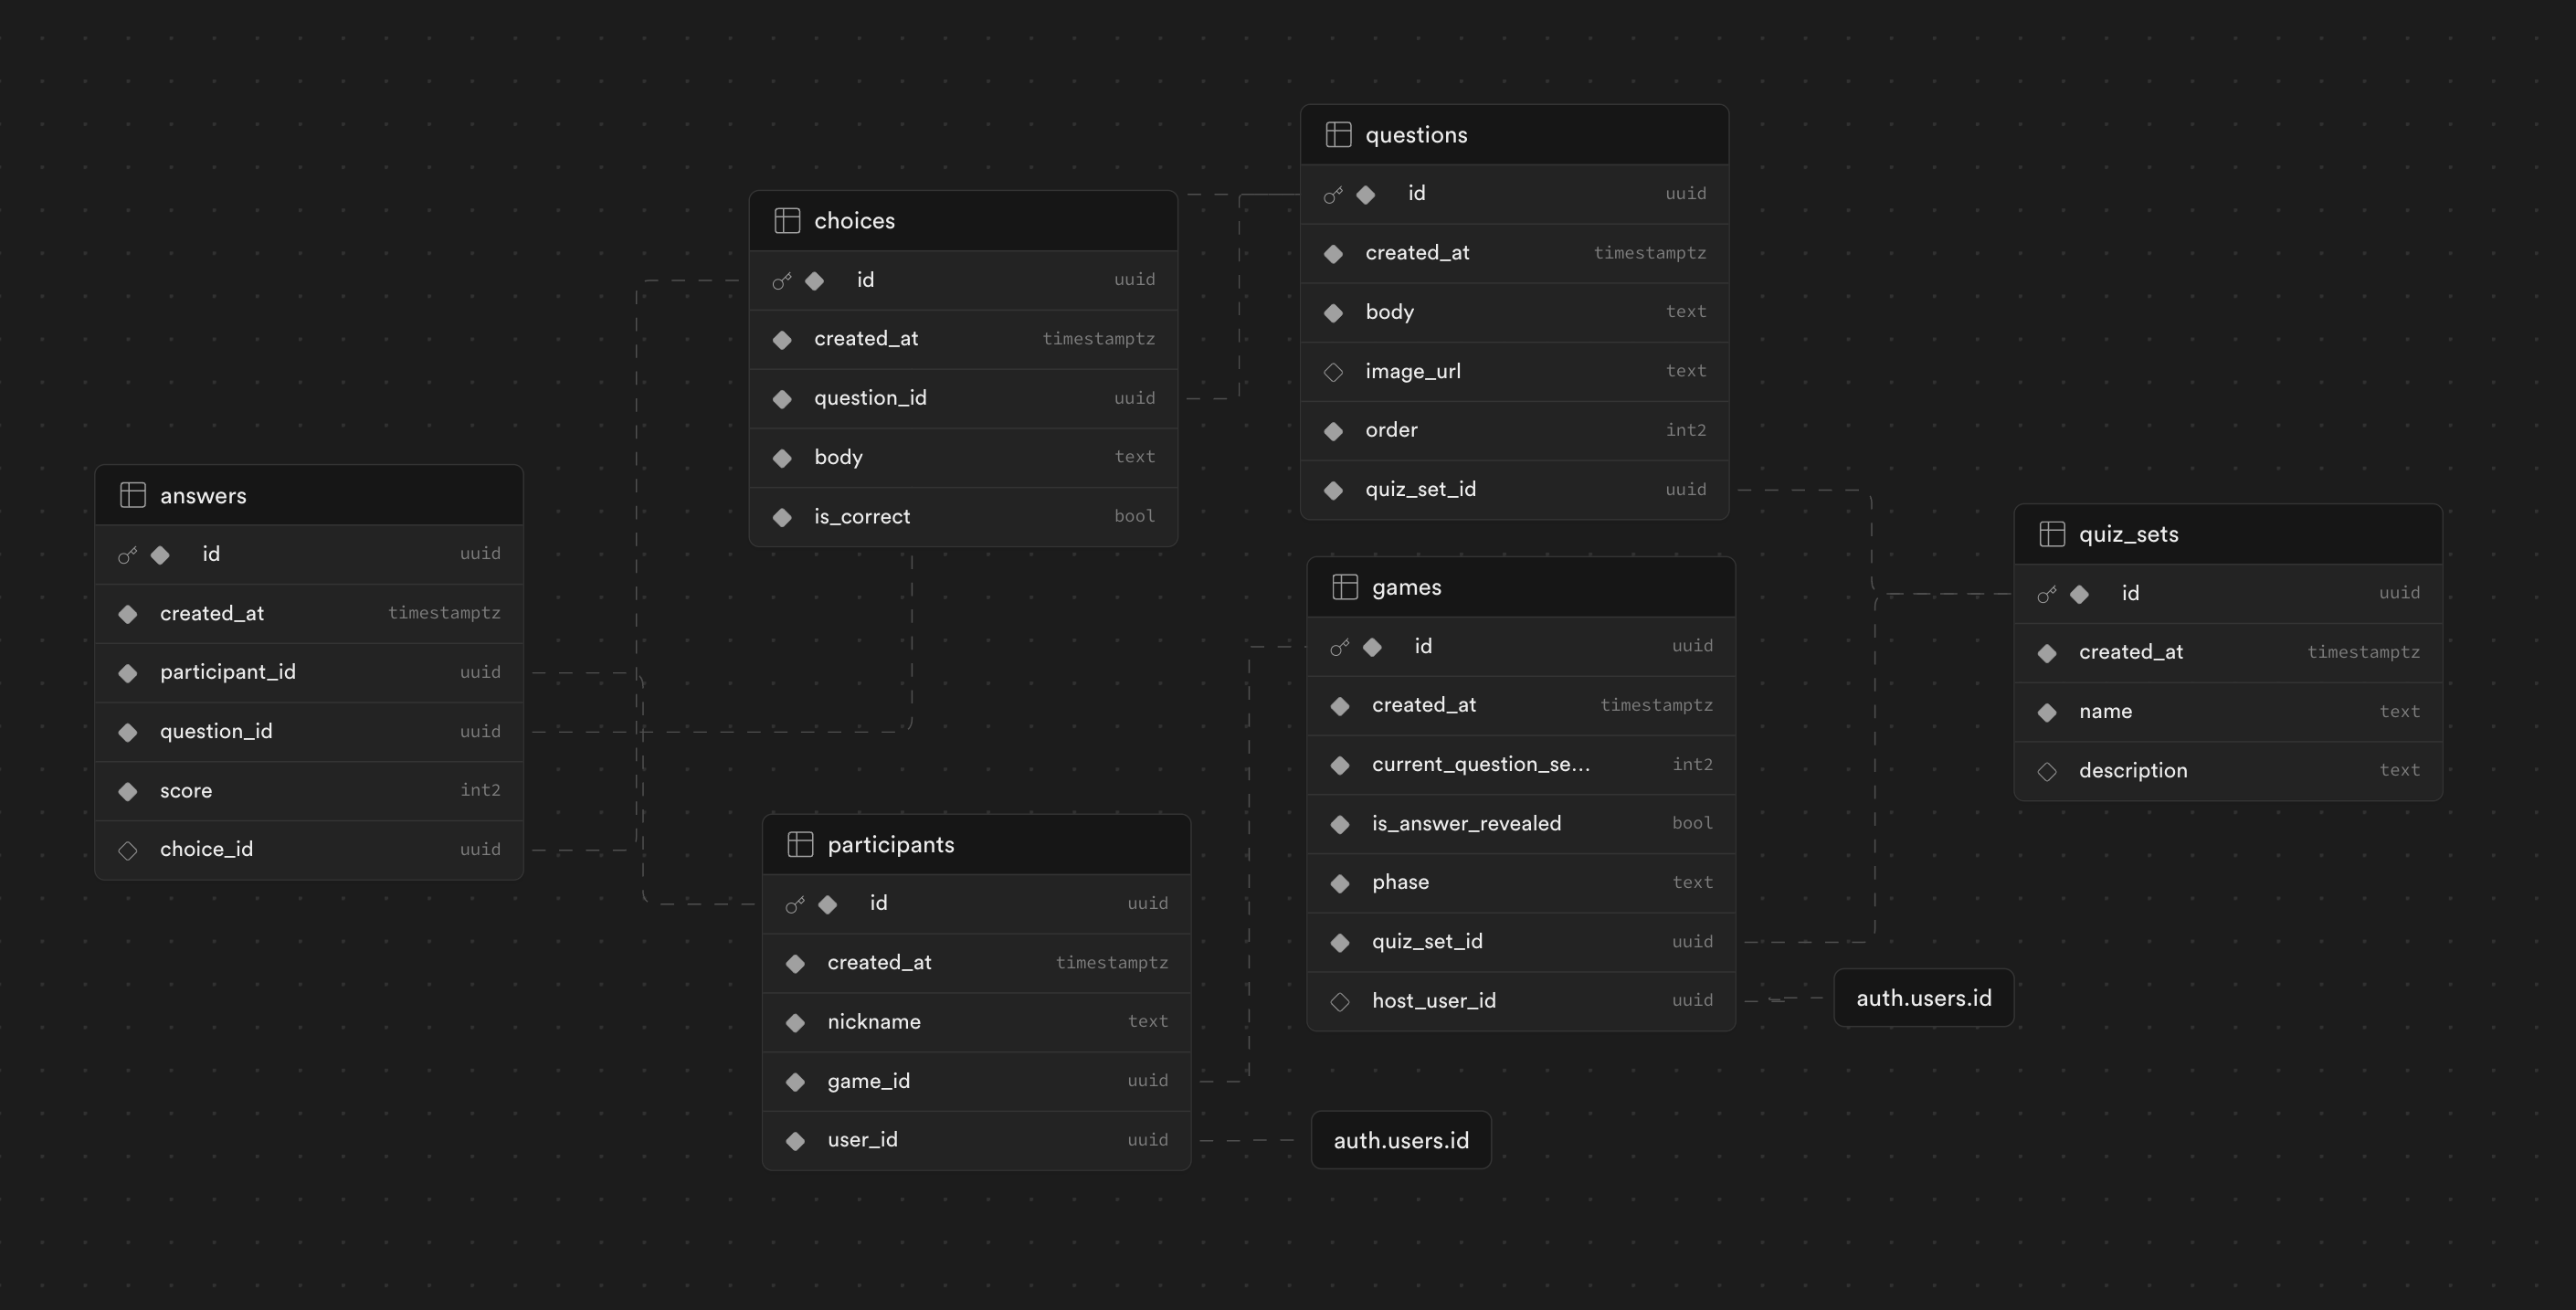 questions
id uuid
created_at timestamptz
body text
image_url text
order int2
quiz_set_id uuid
choices
id uuid
created_at timestamptz
question_id uuid
body text
is_correct bool
answers
id uuid
created_at timestamptz
participant_id uuid
question_id uuid
score int2
choice_id uuid
quiz_sets
id uuid
created_at timestamptz
name text
description text
games
id uuid
created_at timestamptz
current_question_se... int2
is_answer_revealed bool
phase text
quiz_set_id uuid
host_user_id uuid
auth.users.id
participants
id uuid
created_at timestamptz
nickname text
game_id uuid
user_id uuid
auth.users.id